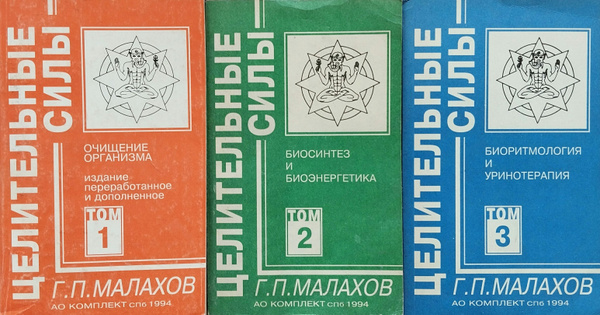 ЦЕЛИТЕЛЬНЫЕ
СИЛЫ
ОЧИЩЕНИЕ
ОРГАНИЗМА
издание
переработанное
и дополненное
ТОМ
1
Г.П.МАЛАХОВ
АО КОМПЛЕКТ СПб 1994
ЦЕЛИТЕЛЬНЫЕ
СИЛЫ
БИОСИНТЕЗ
И
БИОЭНЕРГЕТИКА
ТОМ
2
Г.П.МАЛАХОВ
АО КОМПЛЕКТ СПб 1994
ЦЕЛИТЕЛЬНЫЕ
СИЛЫ
БИОРИТМОЛОГИЯ
И
УРИНОТЕРАПИЯ
ТОМ
3
Г.П.МАЛАХОВ
АО КОМПЛЕКТ СПб 1994